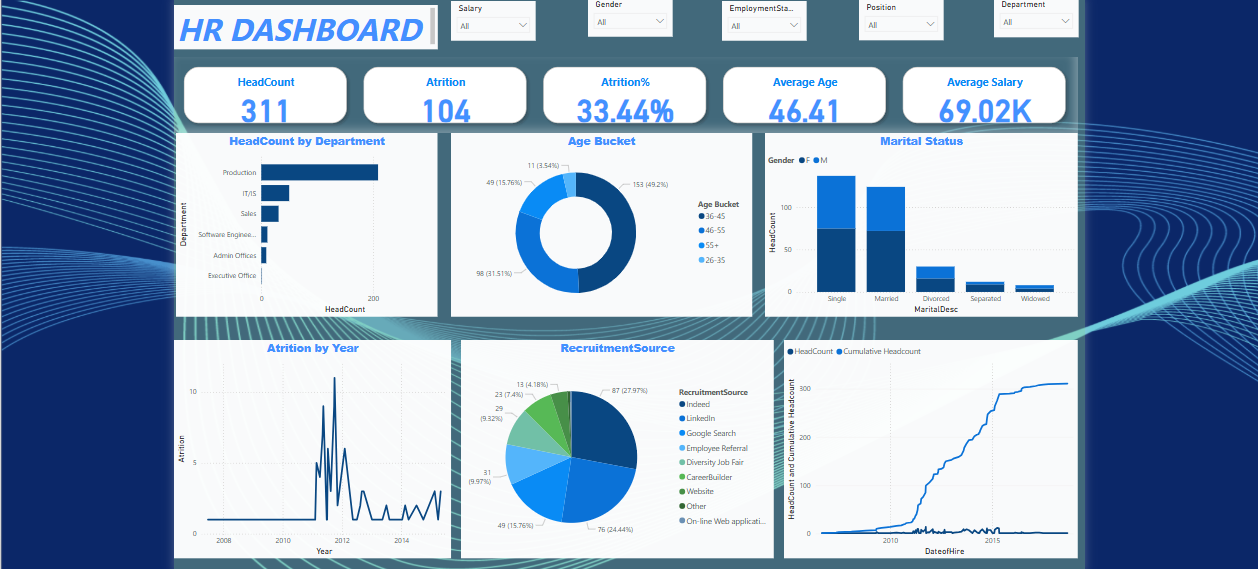 HR DASHBOARD
Salary
All
Gender
All
EmploymentSta...
All
Position
All
Department
All
HeadCount
311
Atrition
104
Atrition%
33.44%
Average Age
46.41
Average Salary
69.02K
HeadCount by Department
Department
Production
IT/IS
Sales
Software Enginee...
Admin Offices
Executive Office
0
200
HeadCount
Age Bucket
11 (3.54%)
49 (15.76%)
153 (49.2%)
98 (31.51%)
Age Bucket
36-45
46-55
55+
26-35
Marital Status
Gender F M
HeadCount
100
50
0
Single
Married
Divorced
Separated
Widowed
MaritalDesc
Atrition by Year
Atrition
10
5
0
2008
2010
2012
2014
Year
RecruitmentSource
13 (4.18%)
23 (7.4%)
29
(9.32%)
31
(9.97%)
49 (15.76%)
76 (24.44%)
87 (27.97%)
RecruitmentSource
Indeed
LinkedIn
Google Search
Employee Referral
Diversity Job Fair
CareerBuilder
Website
Other
On-line Web applicati...
HeadCount Cumulative Headcount
HeadCount and Cumulative Headcount
300
200
100
0
2010
2015
DateofHire